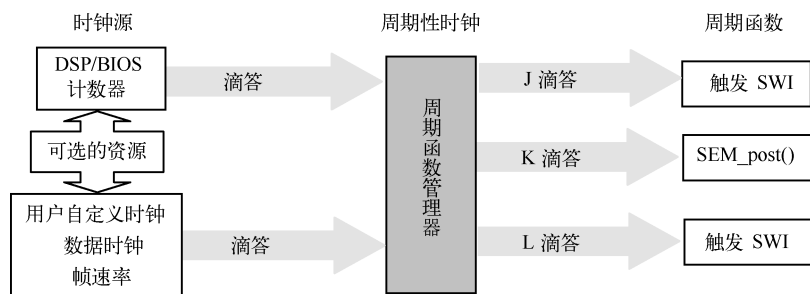 时钟源
周期性时钟
周期函数
DSP/BIOS
计数器
滴答
可选的资源
用户自定义时钟
数据时钟
帧速率
滴答
周期函数管理器
J 滴答
K 滴答
L 滴答
触发 SWI
SEM_post()
触发 SWI